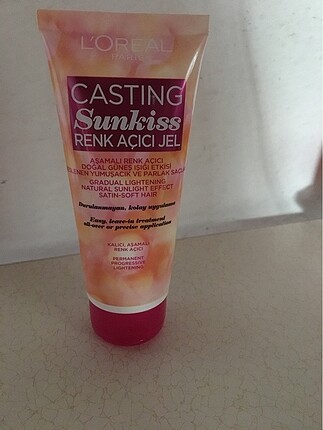 L'ORÉAL
PARIS
CASTING
Sunkiss
RENK AÇICI JEL
AŞAMALI RENK AÇICI
DOĞAL GÜNEŞ IŞIĞI ETKİSİ
YUMUŞACIK VE PARLAK
GRADUAL LIGHTENING
NATURAL SUNLIGHT EFFECT
SATIN-SOFT HAIR
Durulanmayan, kolay uygulama
Easy, leave-in treatment
all-over or precise application
KALICI, AŞAMALI
RENK AÇICI
PERMANENT
PROGRESSIVE
LIGHTENING